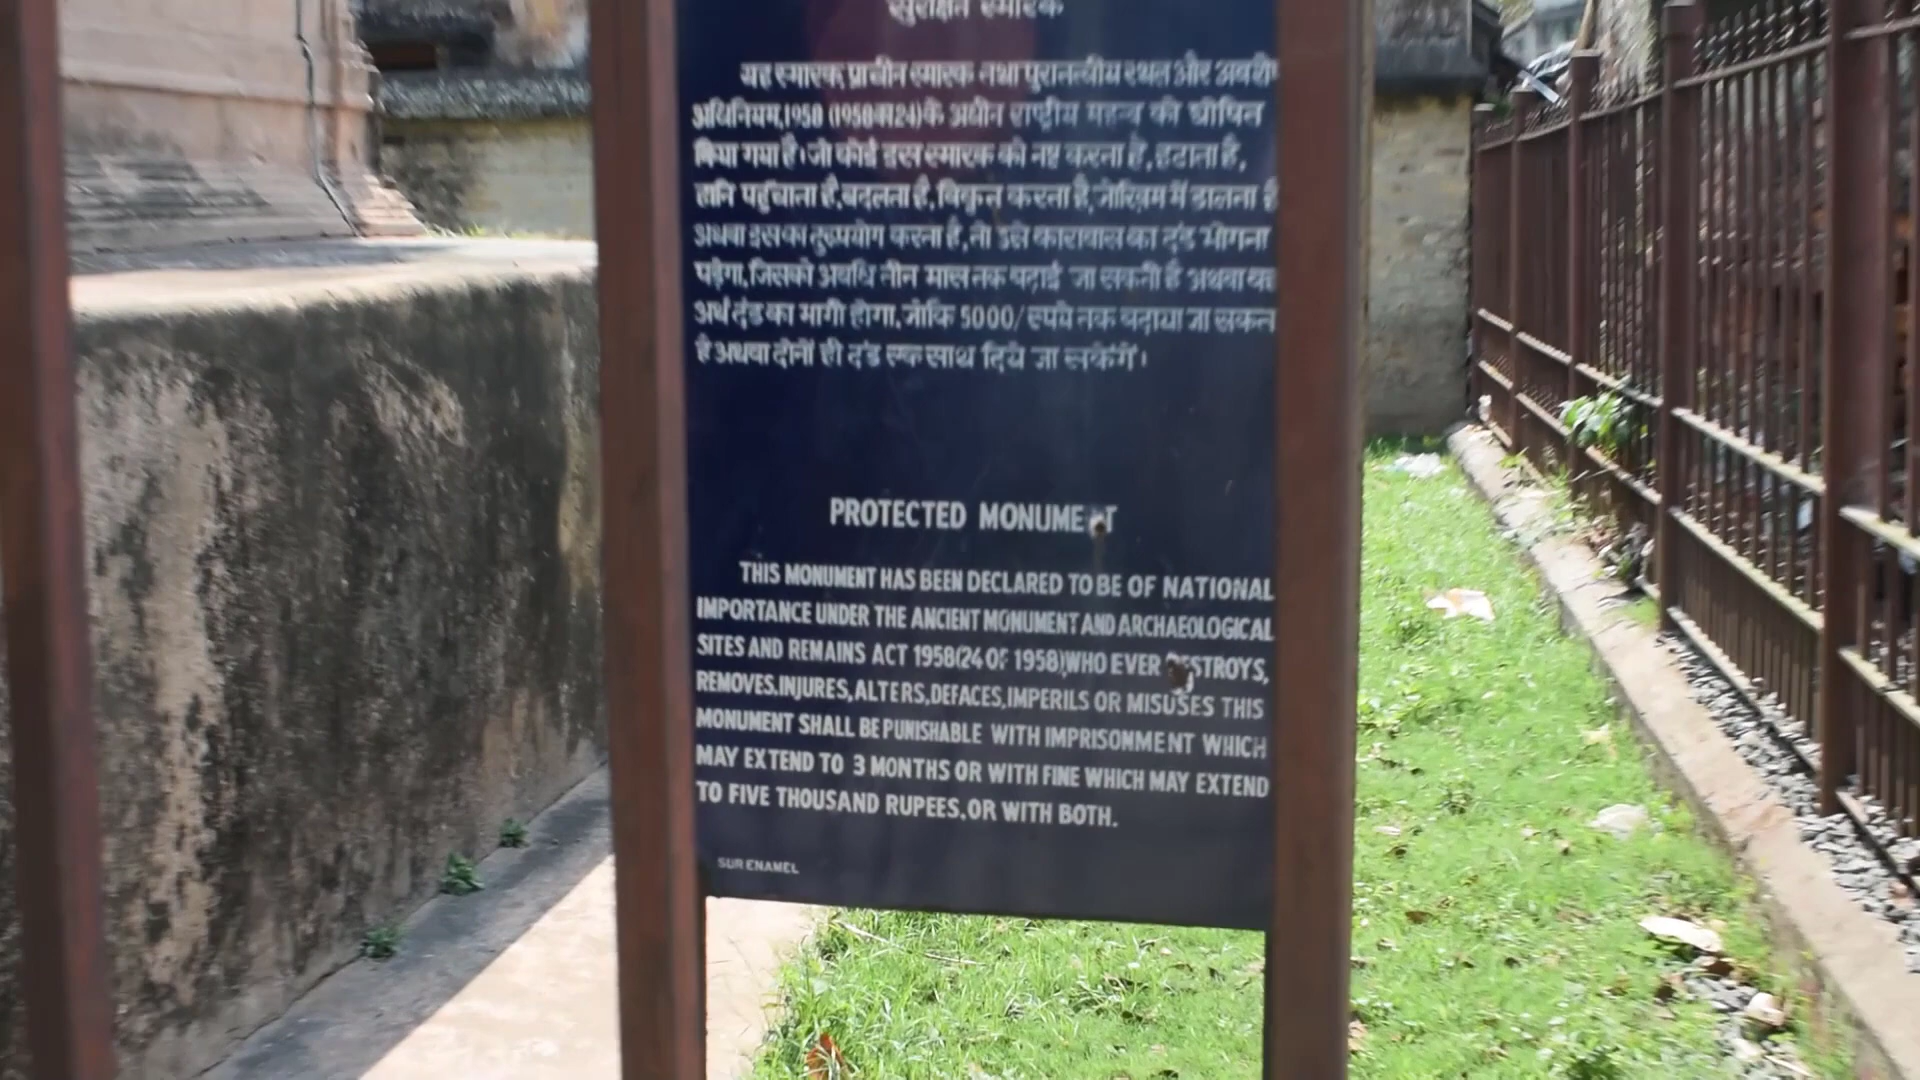 सुरक्षित स्मारक
यह स्मारक, प्राचीन स्मारक तथा पुरातत्वीय स्थल और अवशे
अधिनियम,1958 (1958का24)के अधीन राष्ट्रीय महत्व को घोषित
किया गया है।जो कोई इस स्मारक को नष्ट करता है, हटाता है,
हानि पहुँचाता है,बदलता है,विकृत करता है,जोखिम में डालता है
अथवा इसका दुरुपयोग करता है,तो उसे कारावास का दंड भोगना
पड़ेगा,जिसकी अवधि तीन मास तक बढ़ाई जा सकती है अथवा वह
अर्थ दंड का भागी होगा,जोकि 5000/ रुपये तक बढ़ाया जा सकत
है अथवा दोनों ही दंड एक साथ दिये जा सकेंगें।
PROTECTED MONUMENT
THIS MONUMENT HAS BEEN DECLARED TO BE OF NATIONAL
IMPORTANCE UNDER THE ANCIENT MONUMENT AND ARCHAEOLOGICAL
SITES AND REMAINS ACT 1958(24 OF 1958)WHO EVER DESTROYS,
REMOVES.INJURES,ALTERS,DEFACES,IMPERILS OR MISUSES THIS
MONUMENT SHALL BE PUNISHABLE WITH IMPRISONMENT WHICH
MAY EXTEND TO 3 MONTHS OR WITH FINE WHICH MAY EXTEND
TO FIVE THOUSAND RUPEES.OR WITH BOTH.
SUR ENAMEL